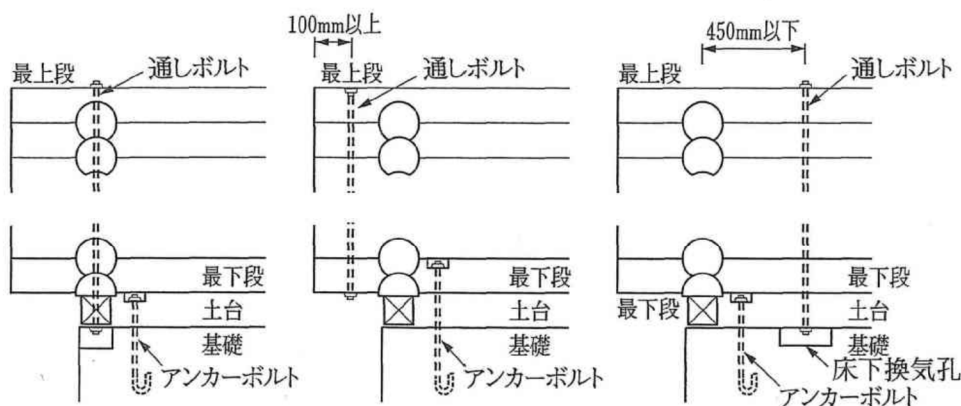 最上段
通しボルト
最下段
土台
基礎
アンカーボルト
100mm以上
最上段
通しボルト
最下段
土台
基礎
アンカーボルト
450mm以下
最上段
通しボルト
最下段
最下段
土台
基礎
床下換気孔
アンカーボルト